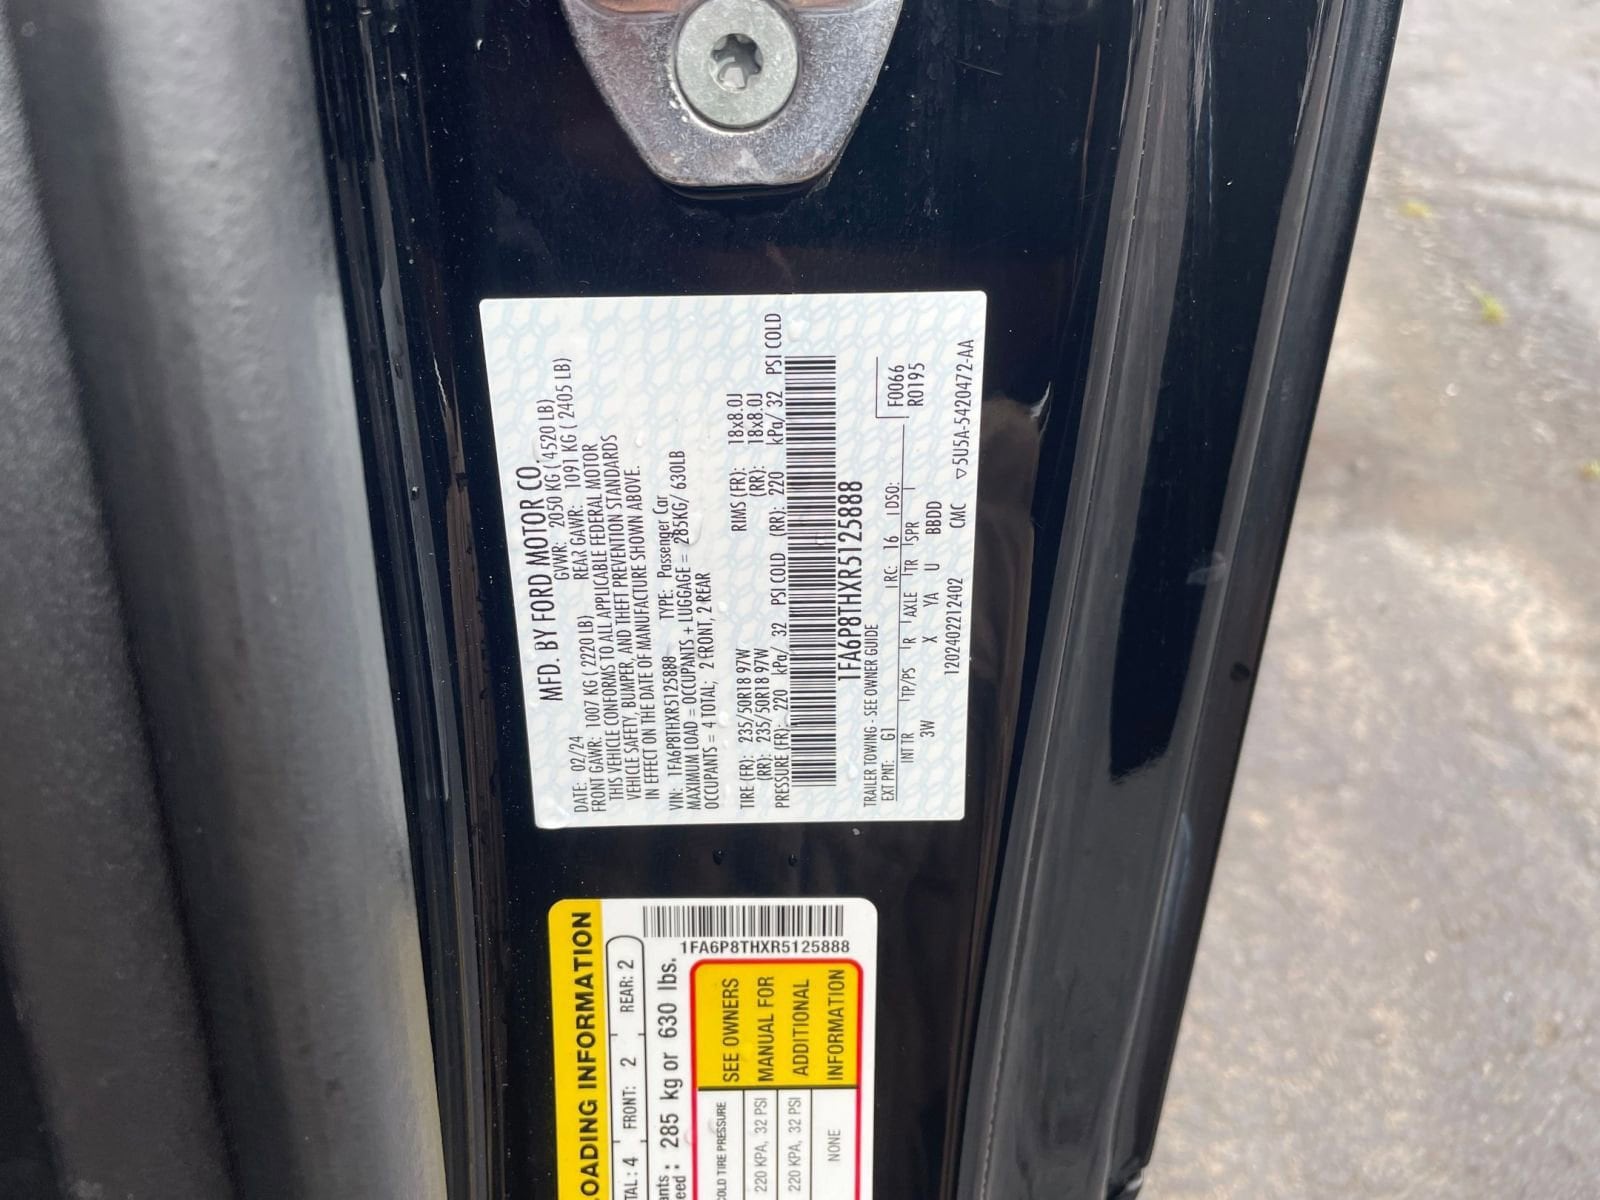 MFD. BY FORD MOTOR CO.
DATE: 02/24 GVWR: 2050 KG ( 4520 LB)
FRONT GAWR: 1007 KG ( 2220 LB) REAR GAWR: 1091 KG ( 2405 LB)
THIS VEHICLE CONFORMS TO ALL APPLICABLE FEDERAL MOTOR
VEHICLE SAFETY, BUMPER, AND THEFT PREVENTION STANDARDS
IN EFFECT ON THE DATE OF MANUFACTURE SHOWN ABOVE.
VIN: 1FA6P8THXR5125888 TYPE: Passenger Car
MAXIMUM LOAD = OCCUPANTS + LUGGAGE = 285KG/ 630LB
OCCUPANTS = 4 TOTAL; 2 FRONT, 2 REAR
TIRE (FR): 235/50R18 97W RIMS (FR): 18x8.0J
(RR): 235/50R18 97W (RR): 18x8.0J
PRESSURE (FR): 220 kPa/ 32 PSI COLD (RR): 220 kPa/ 32 PSI COLD
1FA6P8THXR5125888
TRAILER TOWING - SEE OWNER GUIDE
F0066
EXT PNT: G1 RC: 16 DSO: R0195
INT TR TP/PS R AXLE TR SPR
3W X YA U BBDD
1202402212402 CMC ▽5U5A-5420472-AA
OADING INFORMATION
TAL : 4 FRONT: 2 REAR: 2
ants
eed : 285 kg or 630 lbs.
1FA6P8THXR5125888
COLD TIRE PRESSURE
220 KPA, 32 PSI
220 KPA, 32 PSI
NONE
SEE OWNERS
MANUAL FOR
ADDITIONAL
INFORMATION